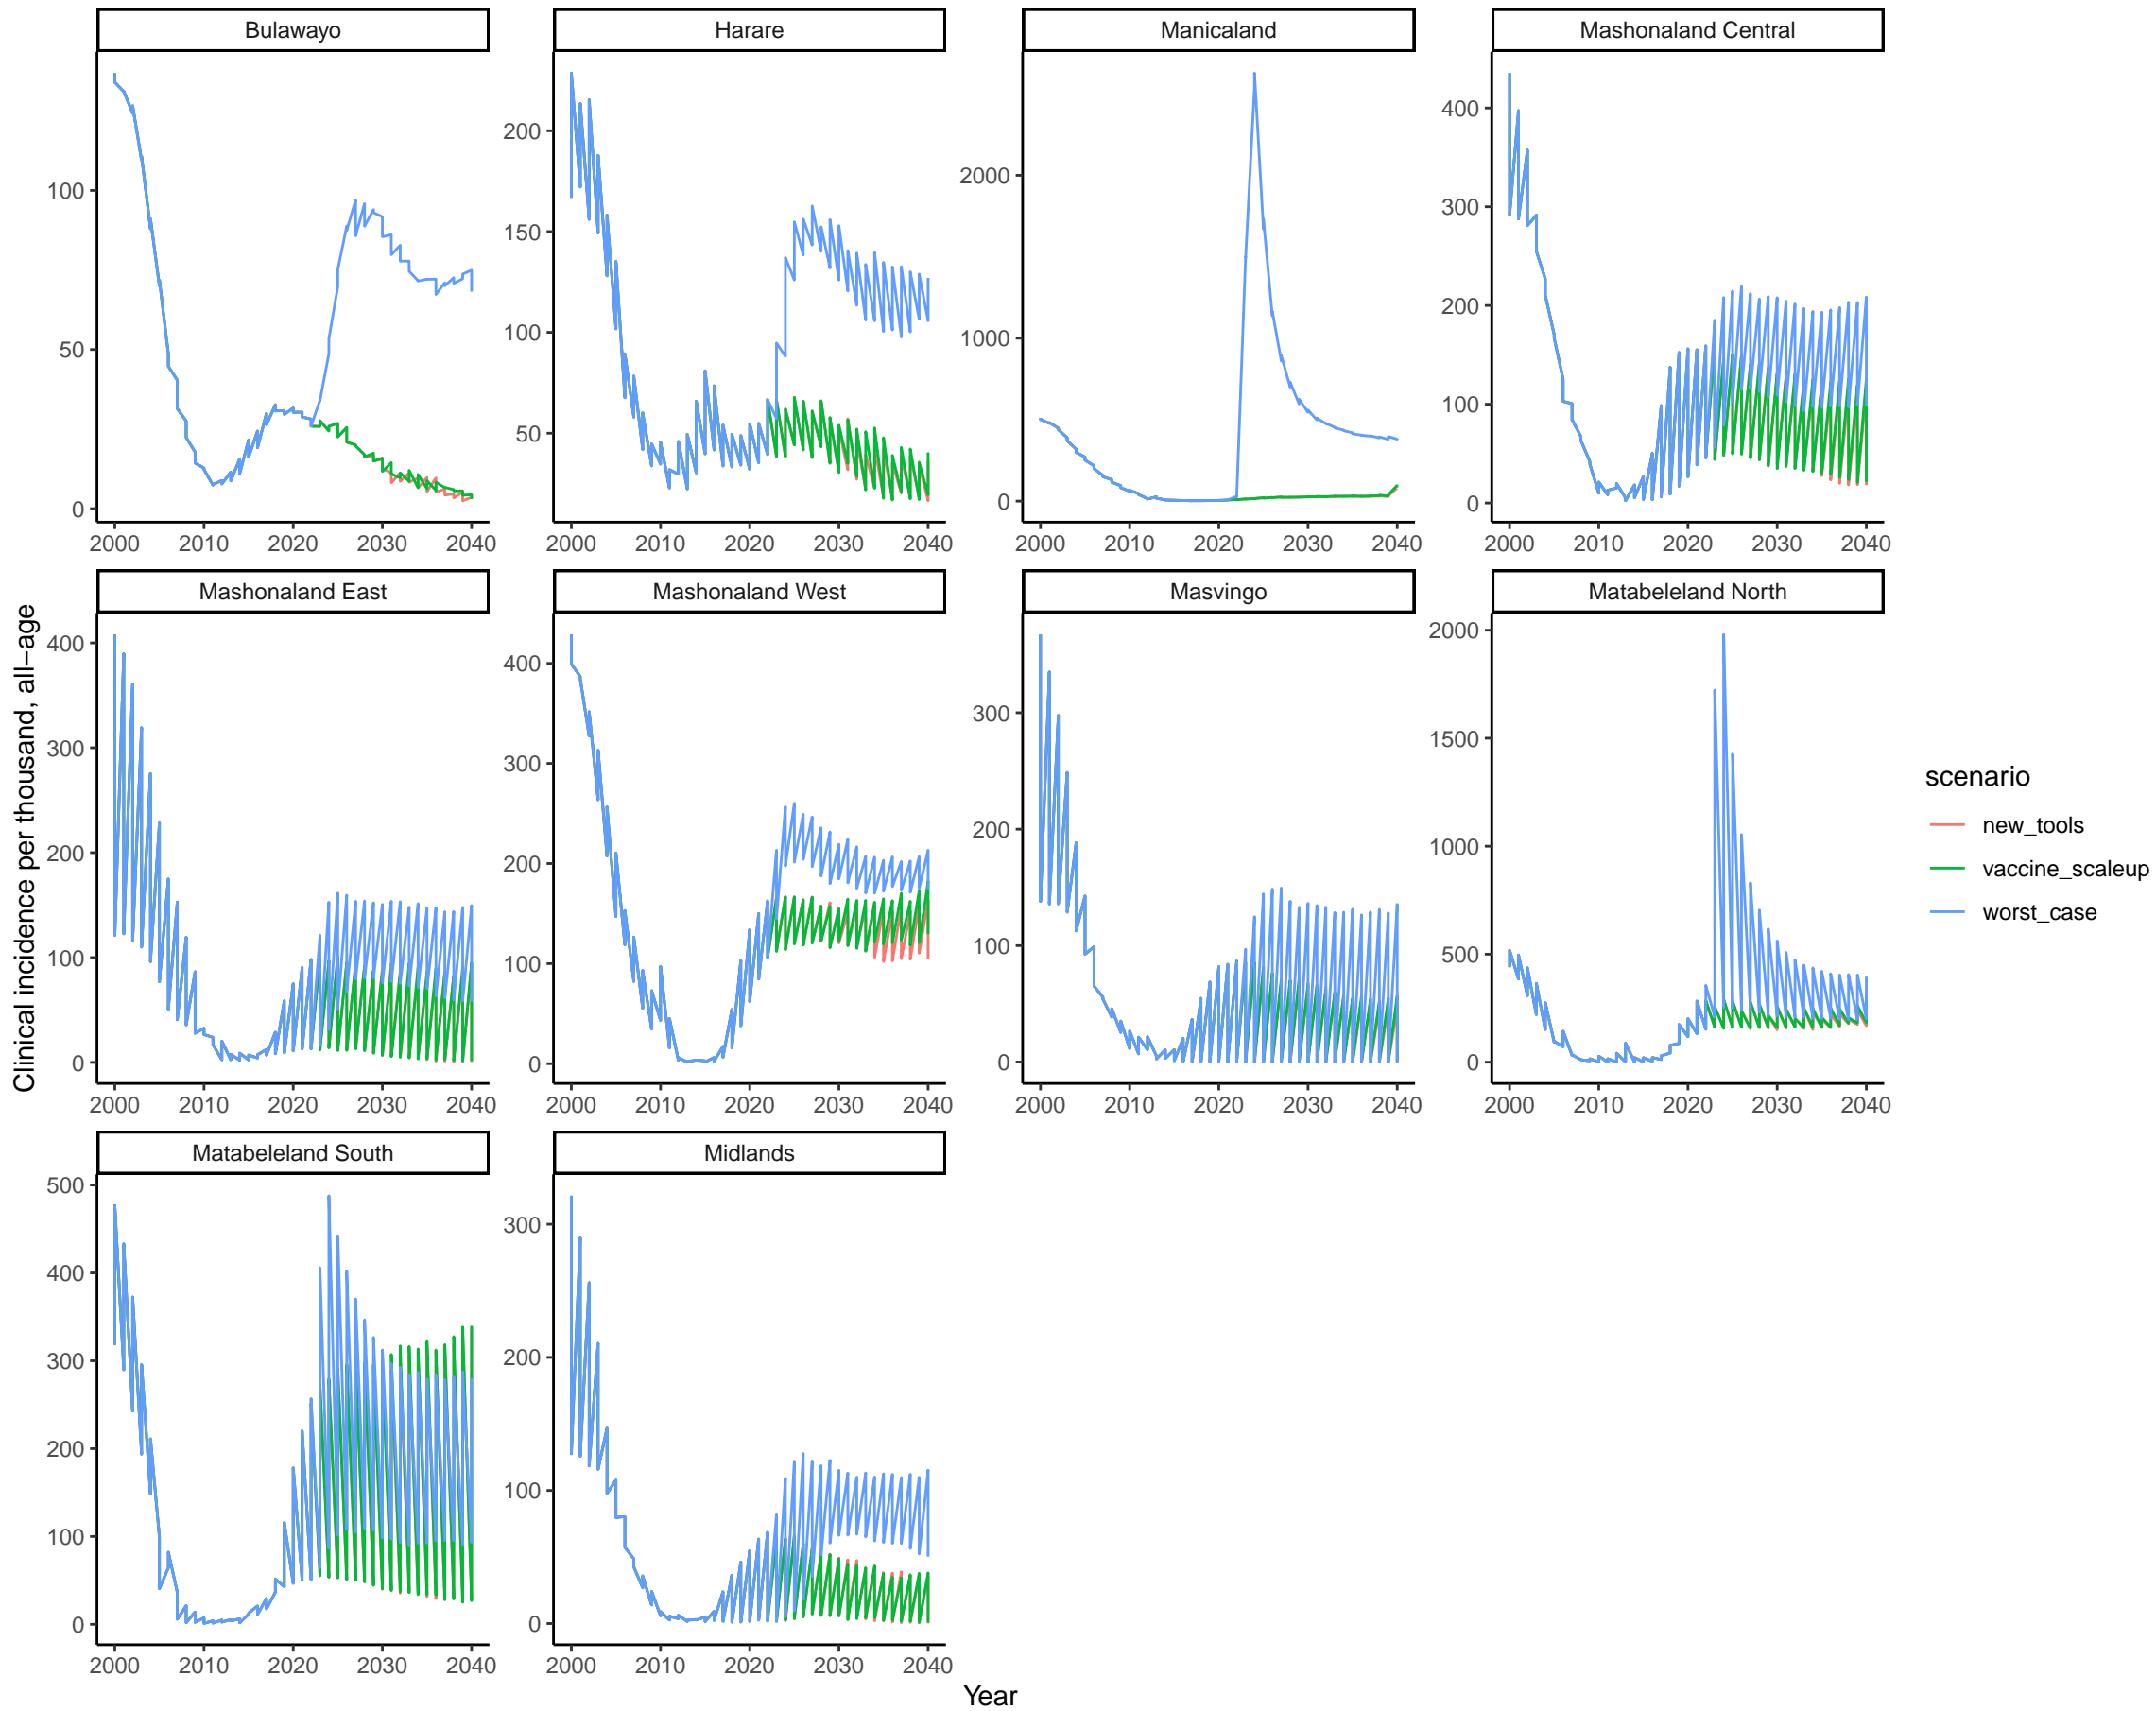 Bulawayo
Harare
Manicaland
Mashonaland Central
100
50
0
200
150
100
50
2000
1000
0
400
300
200
100
0
2000 2010 2020 2030 2040
2000 2010 2020 2030 2040
2000 2010 2020 2030 2040
2000 2010 2020 2030 2040
Mashonaland East
Mashonaland West
Masvingo
Matabeleland North
400
300
200
100
0
400
300
200
100
0
300
200
100
0
2000
1500
1000
500
0
2000 2010 2020 2030 2040
2000 2010 2020 2030 2040
2000 2010 2020 2030 2040
2000 2010 2020 2030 2040
Matabeleland South
Midlands
500
400
300
200
100
0
300
200
100
0
2000 2010 2020 2030 2040
2000 2010 2020 2030 2040
Year
Clinical incidence per thousand, all−age
scenario
new_tools
vaccine_scaleup
worst_case